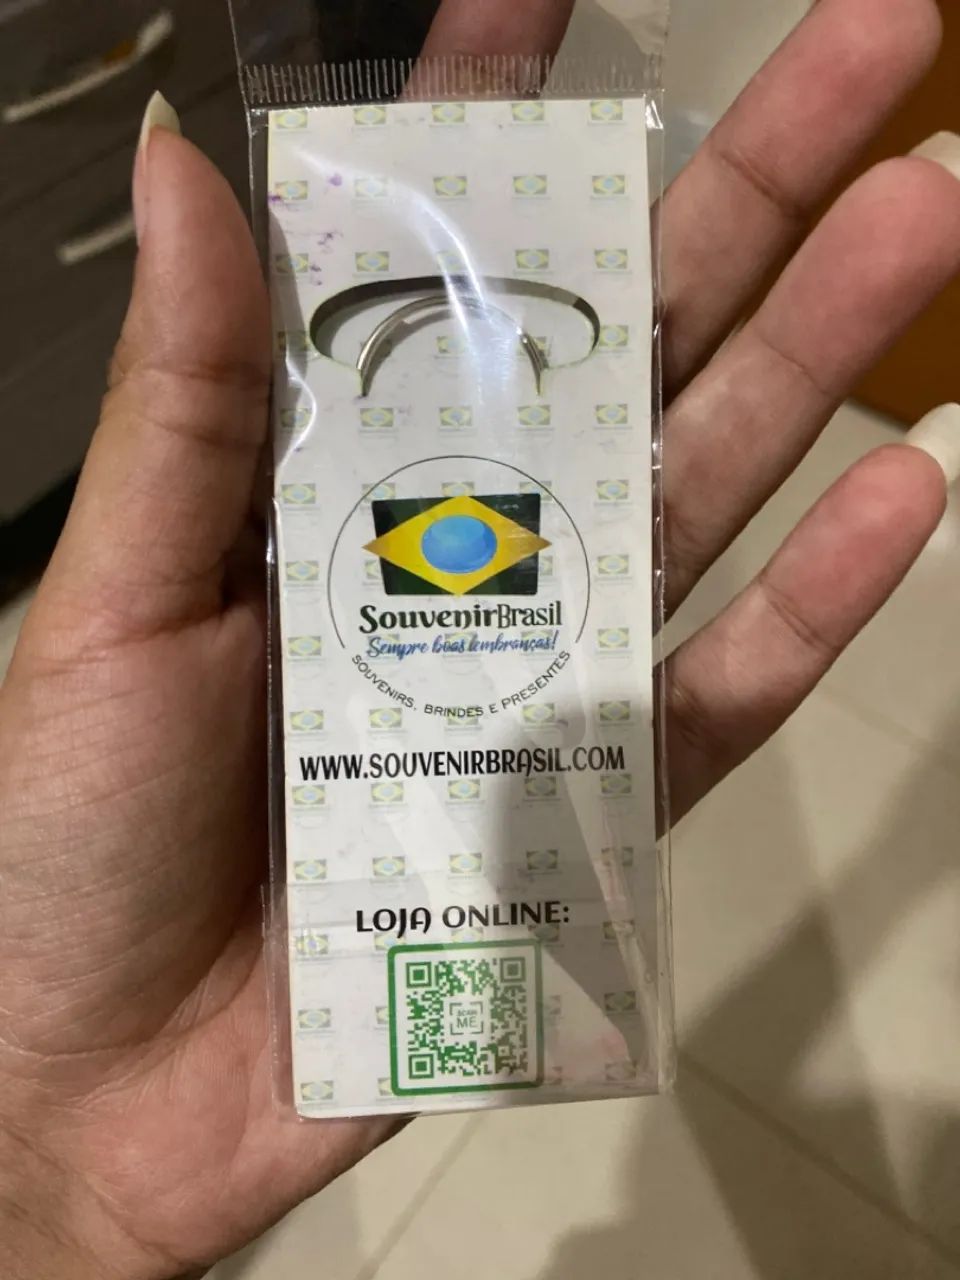 SouvenirBrasil
Sempre boas lembranças!
SOUVENIRS, BRINDES E PRESENTES
WWW.SOUVENIRBRASIL.COM
LOJA ONLINE:
SCAN
ME